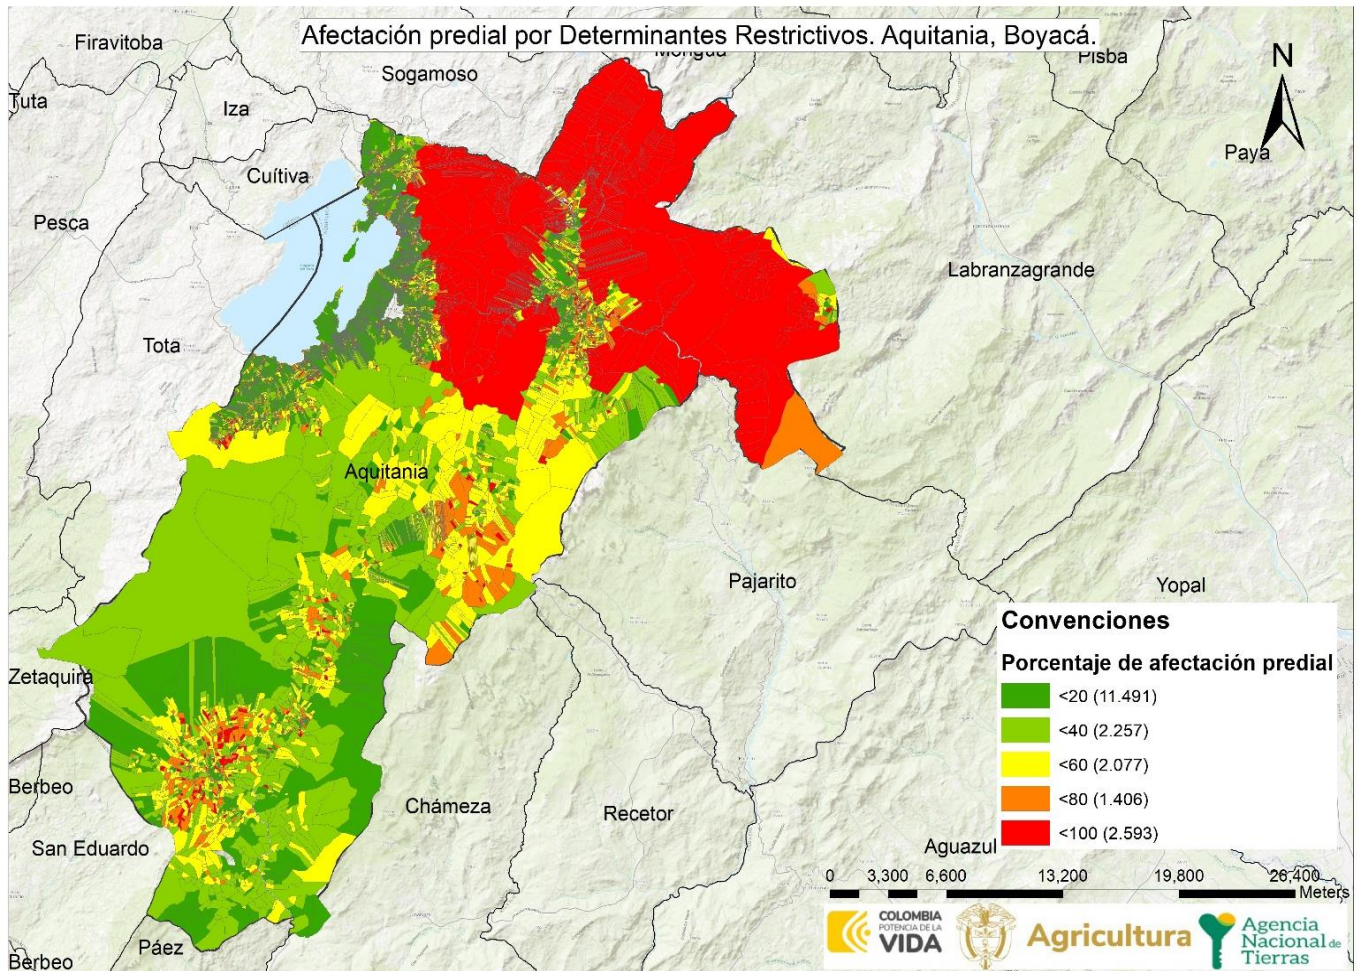 Afectación predial por Determinantes Restrictivos. Aquitania, Boyacá.
Firavitoba
Sogamoso
Mongua
Pisba
N
Tuta
Iza
Paya
Cuítiva
Pesca
Labranzagrande
Tota
Aquitania
Pajarito
Yopal
Zetaquirá
Berbeo
Chámeza
Recetor
San Eduardo
Aguazul
Páez
Berbeo
Convenciones
Porcentaje de afectación predial
<20 (11.491)
<40 (2.257)
<60 (2.077)
<80 (1.406)
<100 (2.593)
0 3,300 6,600 13,200 19,800 26,400
Meters
COLOMBIA
POTENCIA DE LA
VIDA
Agricultura
Agencia
Nacional de
Tierras